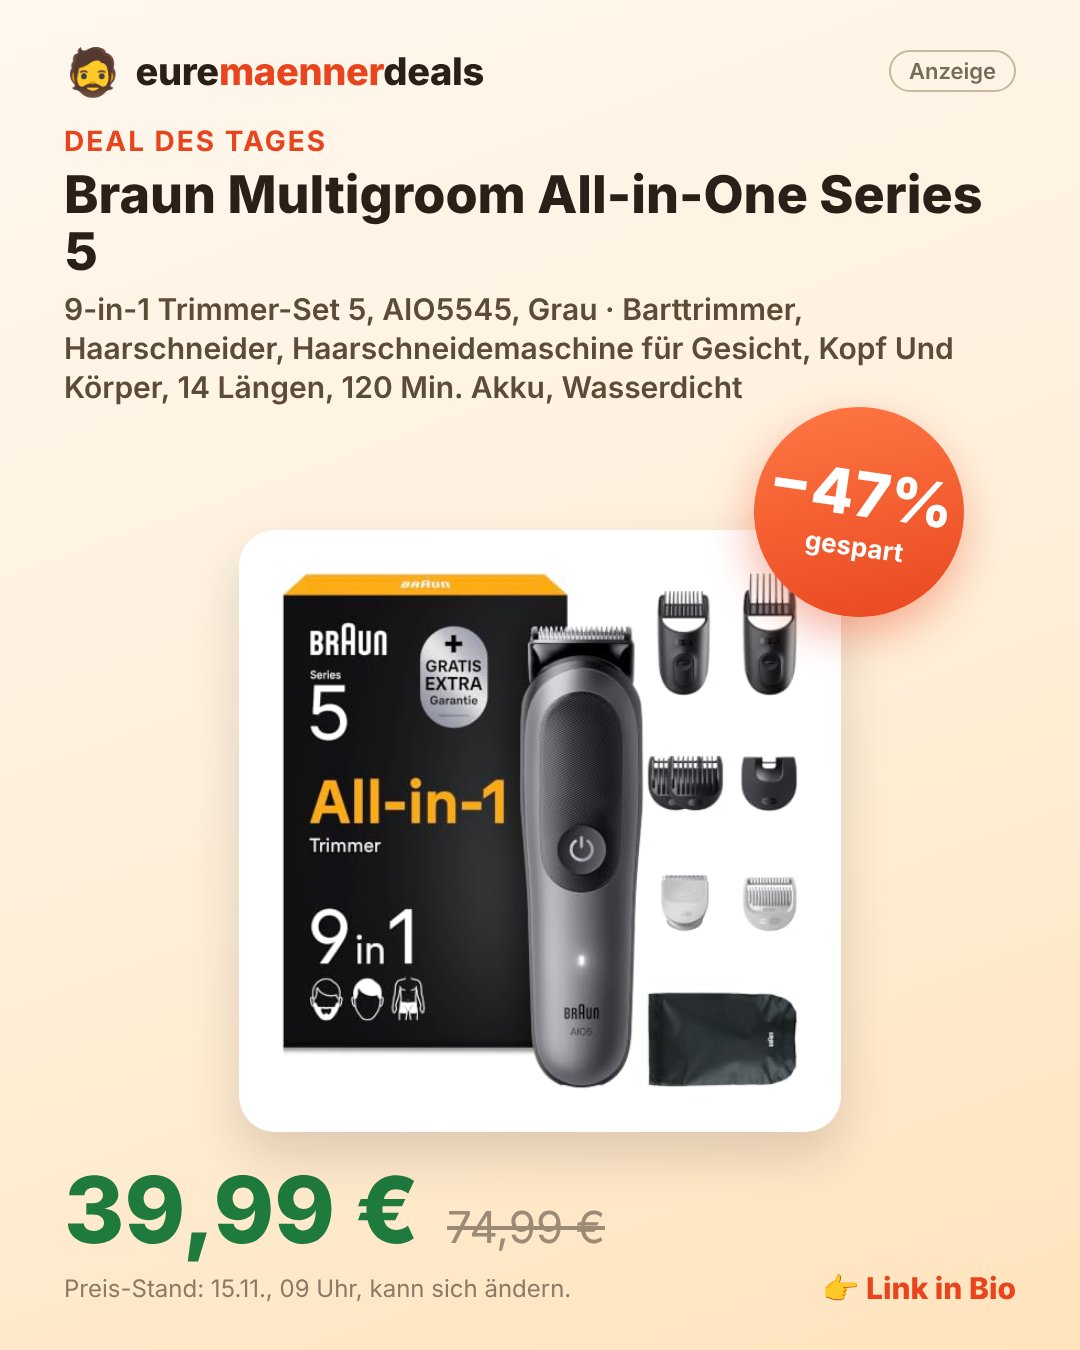 euremaennerdeals
Anzeige
DEAL DES TAGES
Braun Multigroom All-in-One Series
5
9-in-1 Trimmer-Set 5, AIO5545, Grau · Barttrimmer,
Haarschneider, Haarschneidemaschine für Gesicht, Kopf Und
Körper, 14 Längen, 120 Min. Akku, Wasserdicht
−47%
gespart
BRAUN
BRAUN
Series
5
+
GRATIS
EXTRA
Garantie
All-in-1
Trimmer
9 in 1
BRAUN
AIO5
BRAUN
39,99 € 74,99 €
Preis-Stand: 15.11., 09 Uhr, kann sich ändern.
👉 Link in Bio